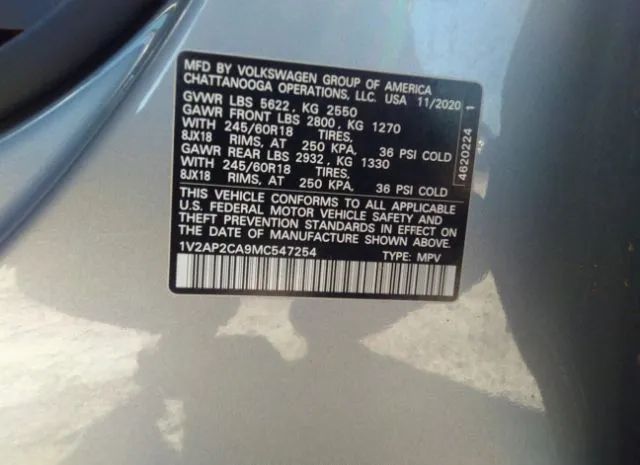 MFD BY VOLKSWAGEN GROUP OF AMERICA
CHATTANOOGA OPERATIONS, LLC. USA 11/2020 1
GVWR LBS 5622, KG 2550
GAWR FRONT LBS 2800, KG 1270
WITH 245/60R18 TIRES,
8JX18 RIMS, AT 250 KPA, 36 PSI COLD
GAWR REAR LBS 2932, KG 1330
WITH 245/60R18 TIRES,
8JX18 RIMS, AT 250 KPA, 36 PSI COLD
THIS VEHICLE CONFORMS TO ALL APPLICABLE
U.S. FEDERAL MOTOR VEHICLE SAFETY AND
THEFT PREVENTION STANDARDS IN EFFECT ON
THE DATE OF MANUFACTURE SHOWN ABOVE.
1V2AP2CA9MC547254 TYPE: MPV
4620224